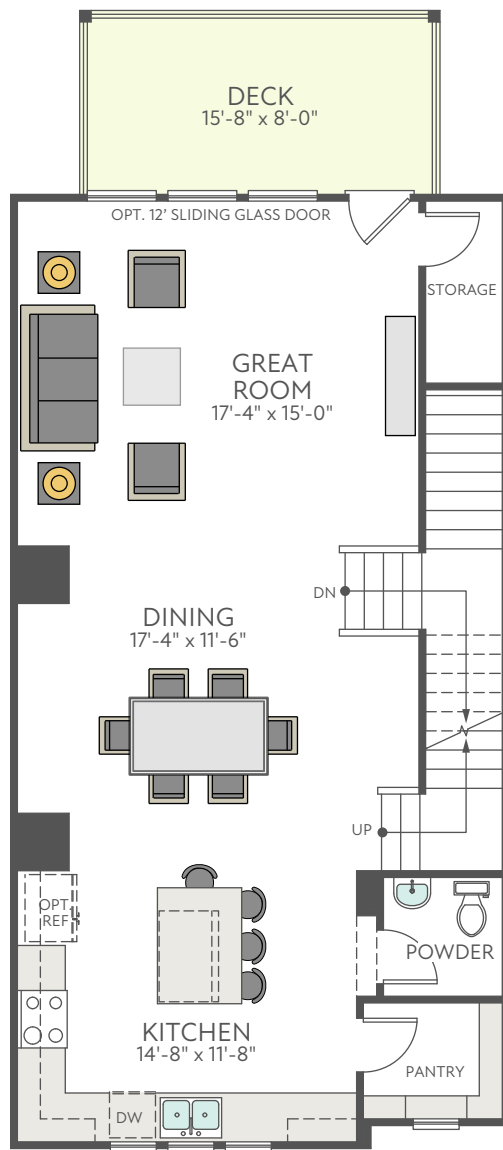 DECK
15'-8" x 8'-0"
OPT. 12' SLIDING GLASS DOOR
STORAGE
GREAT
ROOM
17'-4" x 15'-0"
DN
DINING
17'-4" x 11'-6"
UP
OPT.
REF
POWDER
KITCHEN
14'-8" x 11'-8"
PANTRY
DW